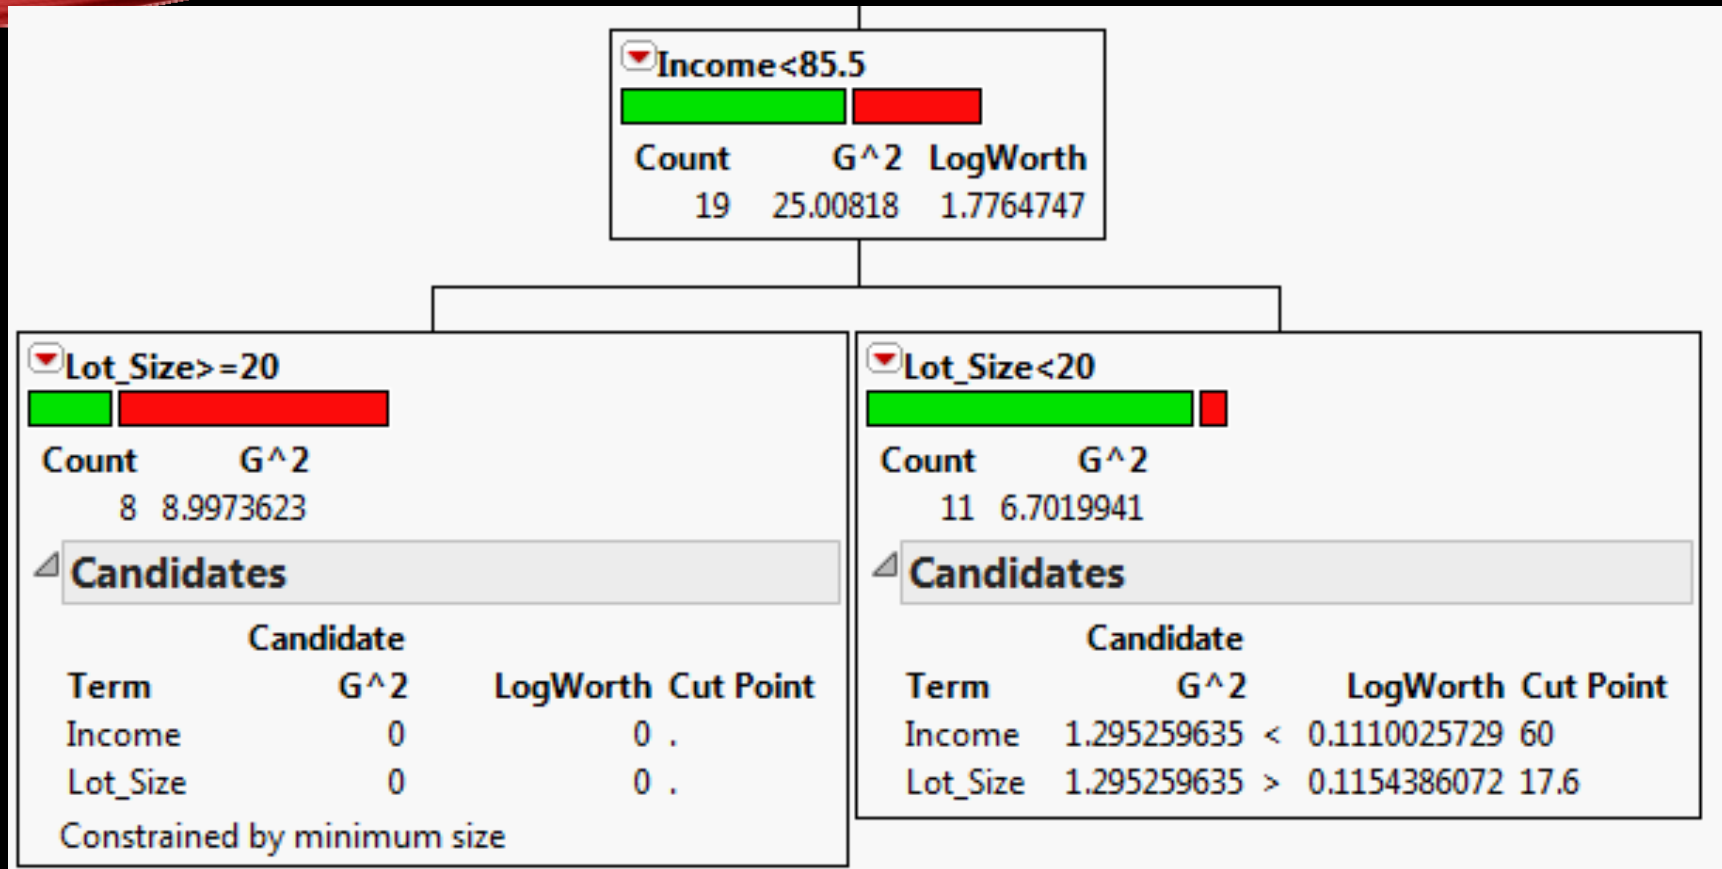 Income<85.5
Count G^2 LogWorth
19 25.00818 1.7764747
Lot_Size>=20
Count G^2
8 8.9973623
Candidates
Candidate
Term G^2 LogWorth Cut Point
Income 0 0 .
Lot_Size 0 0 .
Constrained by minimum size
Lot_Size<20
Count G^2
11 6.7019941
Candidates
Candidate
Term G^2 LogWorth Cut Point
Income 1.295259635 < 0.1110025729 60
Lot_Size 1.295259635 > 0.1154386072 17.6